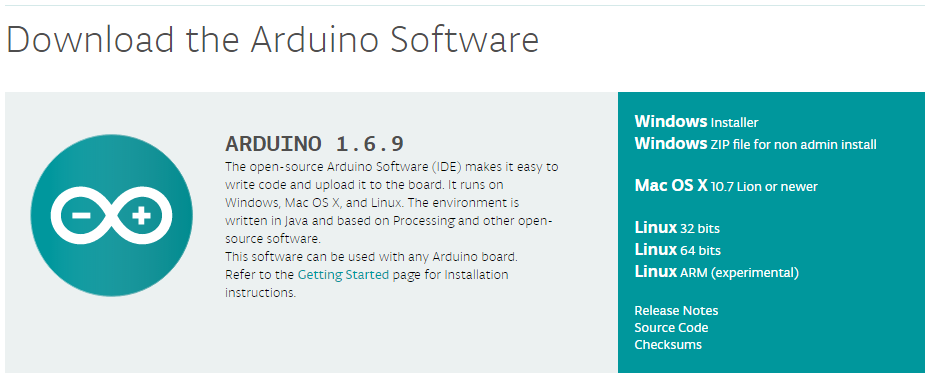 Download the Arduino Software
ARDUINO 1.6.9
The open-source Arduino Software (IDE) makes it easy to
write code and upload it to the board. It runs on
Windows, Mac OS X, and Linux. The environment is
written in Java and based on Processing and other open-
source software.
This software can be used with any Arduino board.
Refer to the Getting Started page for Installation
instructions.
Windows Installer
Windows ZIP file for non admin install
Mac OS X 10.7 Lion or newer
Linux 32 bits
Linux 64 bits
Linux ARM (experimental)
Release Notes
Source Code
Checksums